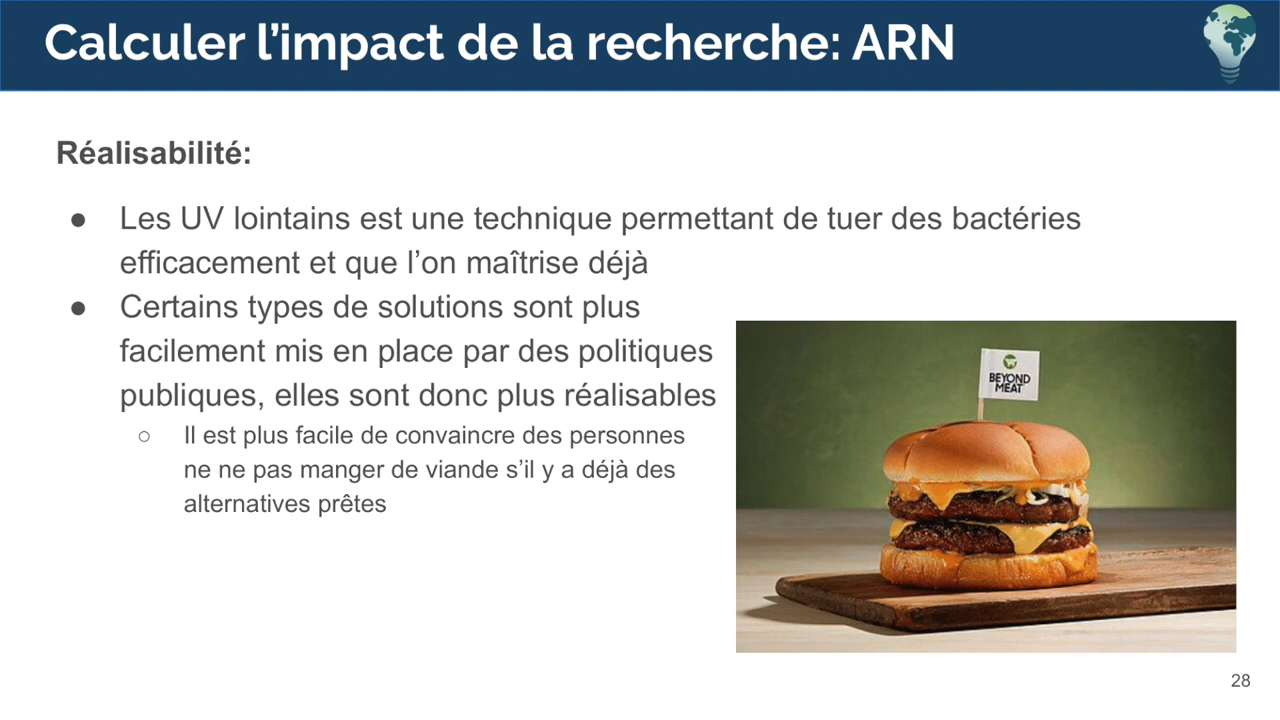 Calculer l’impact de la recherche: ARN
Réalisabilité:
● Les UV lointains est une technique permettant de tuer des bactéries
efficacement et que l’on maîtrise déjà
● Certains types de solutions sont plus
facilement mis en place par des politiques
publiques, elles sont donc plus réalisables
○ Il est plus facile de convaincre des personnes
ne ne pas manger de viande s’il y a déjà des
alternatives prêtes
BEYOND
MEAT
28